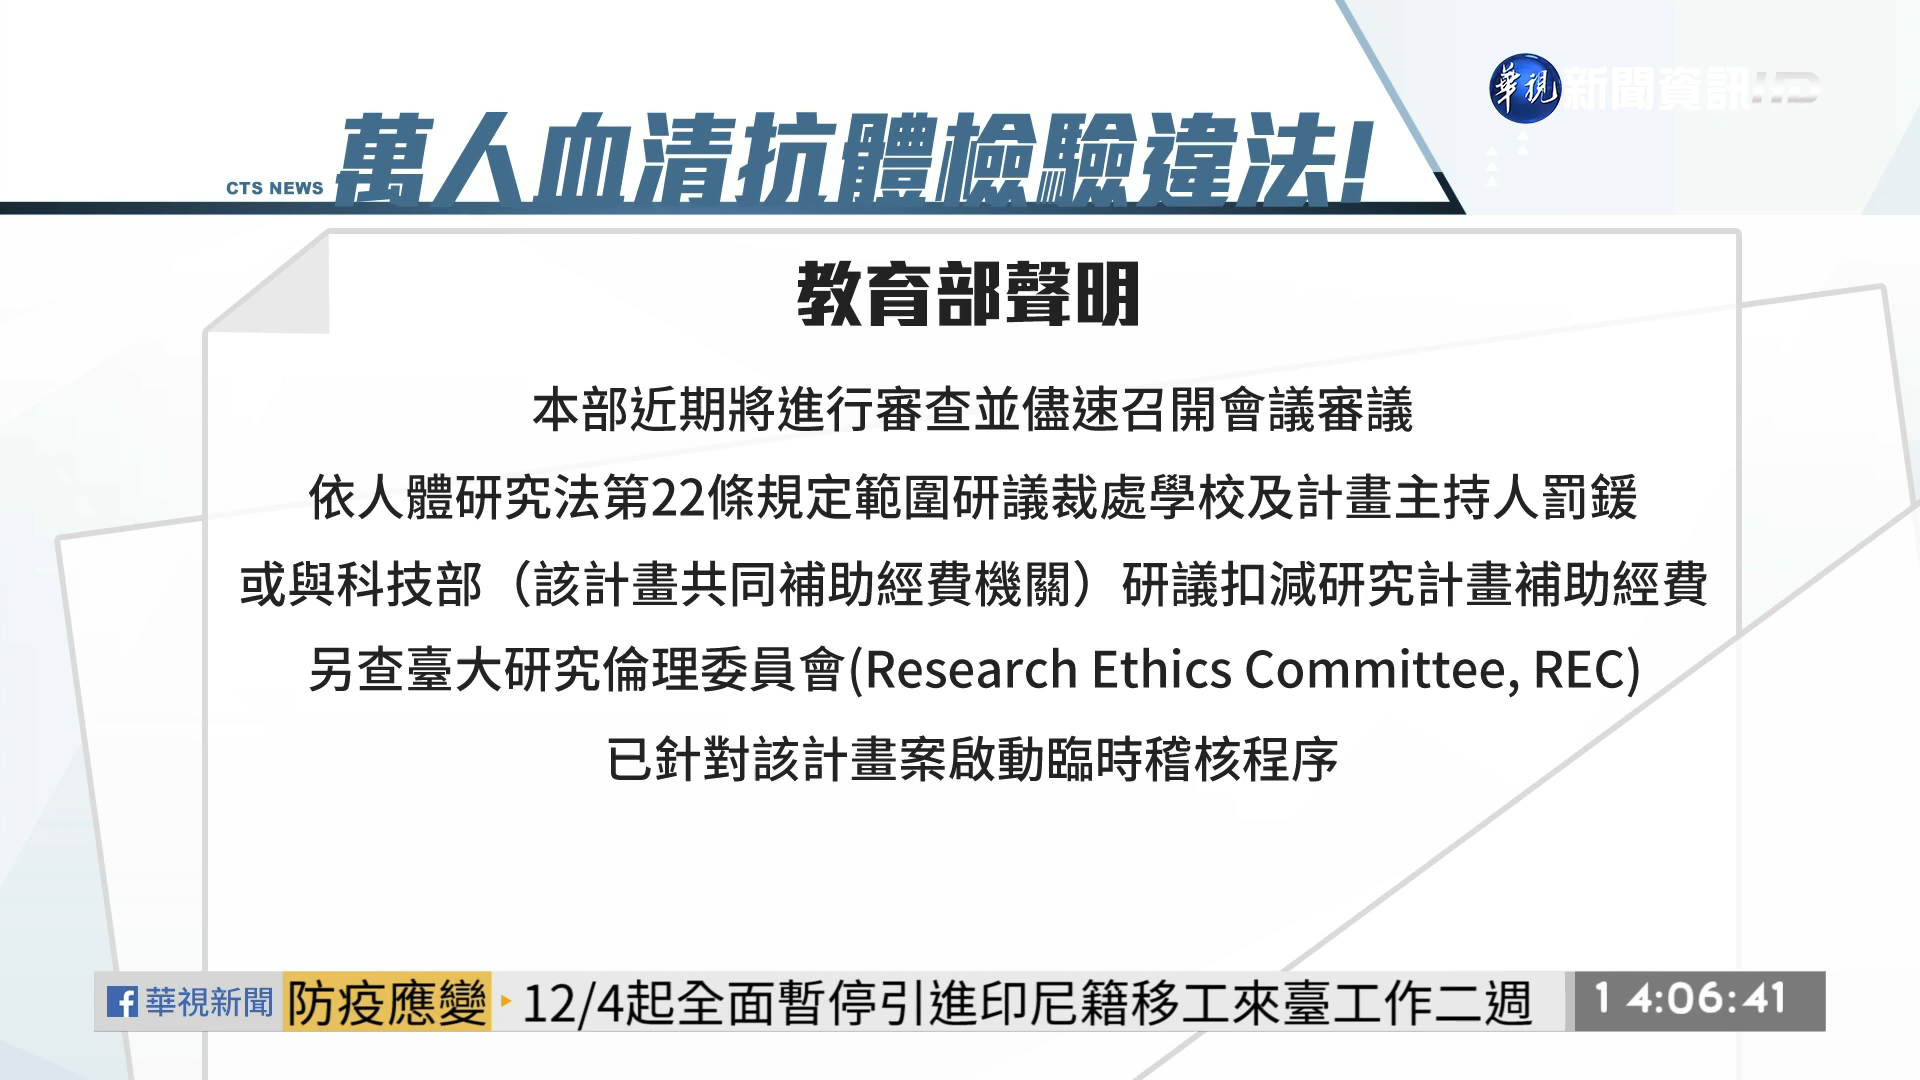 華視新聞資訊HD
CTS NEWS 萬人血清抗體檢驗違法!
教育部聲明
本部近期將進行審查並儘速召開會議審議
依人體研究法第22條規定範圍研議裁處學校及計畫主持人罰鍰
或與科技部（該計畫共同補助經費機關）研議扣減研究計畫補助經費
另查臺大研究倫理委員會(Research Ethics Committee, REC)
已針對該計畫案啟動臨時稽核程序
華視新聞 防疫應變 12/4起全面暫停引進印尼籍移工來臺工作二週 14:06:41